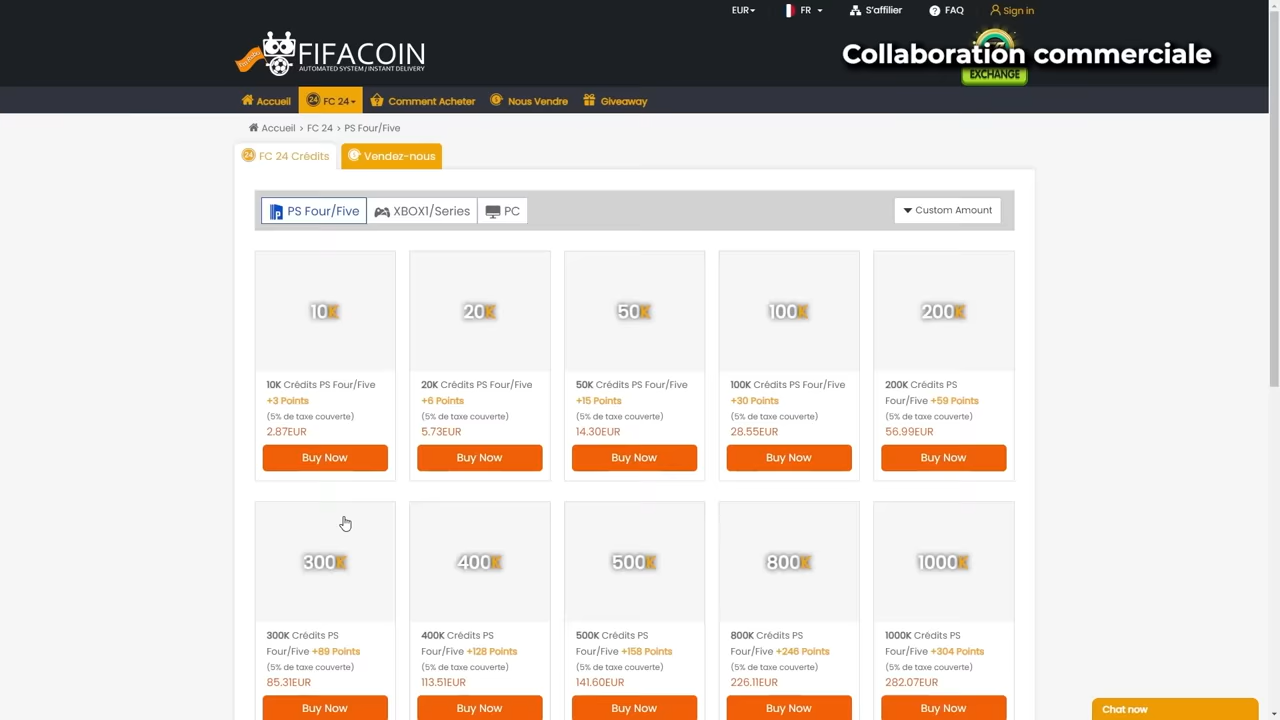 EUR
FR
S'affilier
FAQ
Sign in
FIFACOIN
AUTOMATED SYSTEM / INSTANT DELIVERY
Collaboration commerciale
EXCHANGE
Accueil
24 FC 24
Comment Acheter
Nous Vendre
Giveaway
Accueil > FC 24 > PS Four/Five
24 FC 24 Crédits
Vendez-nous
PS Four/Five
XBOX1/Series
PC
Custom Amount
10K
20K
50K
100K
200K
10K Crédits PS Four/Five
+3 Points
(5% de taxe couverte)
2.87EUR
Buy Now
20K Crédits PS Four/Five
+6 Points
(5% de taxe couverte)
5.73EUR
Buy Now
50K Crédits PS Four/Five
+15 Points
(5% de taxe couverte)
14.30EUR
Buy Now
100K Crédits PS Four/Five
+30 Points
(5% de taxe couverte)
28.55EUR
Buy Now
200K Crédits PS
Four/Five +59 Points
(5% de taxe couverte)
56.99EUR
Buy Now
300K
400K
500K
800K
1000K
300K Crédits PS
Four/Five +89 Points
(5% de taxe couverte)
85.31EUR
Buy Now
400K Crédits PS
Four/Five +128 Points
(5% de taxe couverte)
113.51EUR
Buy Now
500K Crédits PS
Four/Five +158 Points
(5% de taxe couverte)
141.60EUR
Buy Now
800K Crédits PS
Four/Five +246 Points
(5% de taxe couverte)
226.11EUR
Buy Now
1000K Crédits PS
Four/Five +304 Points
(5% de taxe couverte)
282.07EUR
Buy Now
Chat now